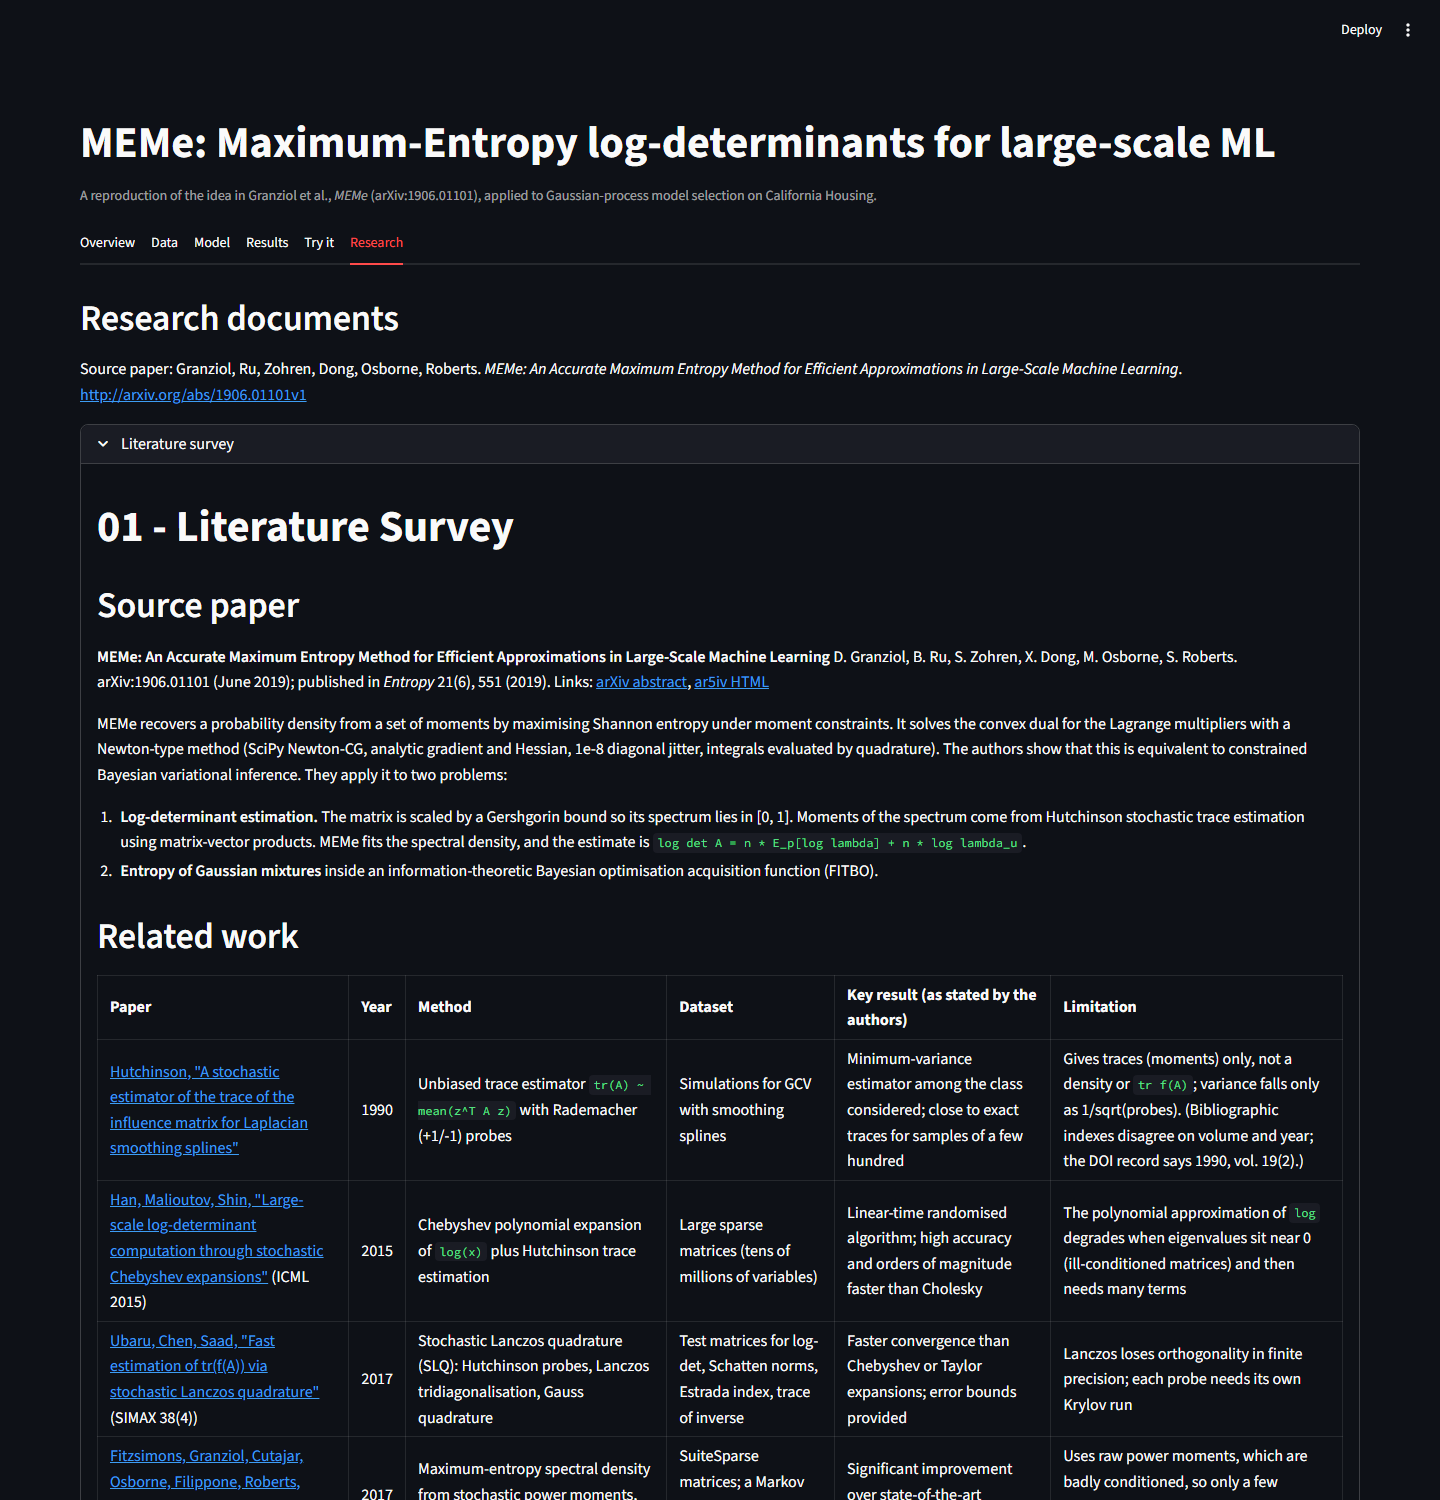 Deploy
MEMe: Maximum-Entropy log-determinants for large-scale ML
A reproduction of the idea in Granziol et al., MEMe (arXiv:1906.01101), applied to Gaussian-process model selection on California Housing.
Overview Data Model Results Try it Research
Research documents
Source paper: Granziol, Ru, Zohren, Dong, Osborne, Roberts. MEMe: An Accurate Maximum Entropy Method for Efficient Approximations in Large-Scale Machine Learning.
http://arxiv.org/abs/1906.01101v1
Literature survey
01 - Literature Survey
Source paper
MEMe: An Accurate Maximum Entropy Method for Efficient Approximations in Large-Scale Machine Learning D. Granziol, B. Ru, S. Zohren, X. Dong, M. Osborne, S. Roberts.
arXiv:1906.01101 (June 2019); published in Entropy 21(6), 551 (2019). Links: arXiv abstract, ar5iv HTML
MEMe recovers a probability density from a set of moments by maximising Shannon entropy under moment constraints. It solves the convex dual for the Lagrange multipliers with a
Newton-type method (SciPy Newton-CG, analytic gradient and Hessian, 1e-8 diagonal jitter, integrals evaluated by quadrature). The authors show that this is equivalent to constrained
Bayesian variational inference. They apply it to two problems:
1. Log-determinant estimation. The matrix is scaled by a Gershgorin bound so its spectrum lies in [0, 1]. Moments of the spectrum come from Hutchinson stochastic trace estimation
using matrix-vector products. MEMe fits the spectral density, and the estimate is log det A = n * E_p[log lambda] + n * log lambda_u .
2. Entropy of Gaussian mixtures inside an information-theoretic Bayesian optimisation acquisition function (FITBO).
Related work
Paper
Year
Method
Dataset
Key result (as stated by the
authors)
Limitation
Hutchinson, "A stochastic
estimator of the trace of the
influence matrix for Laplacian
smoothing splines"
1990
Unbiased trace estimator tr(A) ~
mean(z^T A z) with Rademacher
(+1/-1) probes
Simulations for GCV
with smoothing
splines
Minimum-variance
estimator among the class
considered; close to exact
traces for samples of a few
hundred
Gives traces (moments) only, not a
density or tr f(A) ; variance falls only
as 1/sqrt(probes). (Bibliographic
indexes disagree on volume and year;
the DOI record says 1990, vol. 19(2).)
Han, Malioutov, Shin, "Large-
scale log-determinant
computation through stochastic
Chebyshev expansions" (ICML
2015)
2015
Chebyshev polynomial expansion
of log(x) plus Hutchinson trace
estimation
Large sparse
matrices (tens of
millions of variables)
Linear-time randomised
algorithm; high accuracy
and orders of magnitude
faster than Cholesky
The polynomial approximation of log
degrades when eigenvalues sit near 0
(ill-conditioned matrices) and then
needs many terms
Ubaru, Chen, Saad, "Fast
estimation of tr(f(A)) via
stochastic Lanczos quadrature"
(SIMAX 38(4))
2017
Stochastic Lanczos quadrature
(SLQ): Hutchinson probes, Lanczos
tridiagonalisation, Gauss
quadrature
Test matrices for log-
det, Schatten norms,
Estrada index, trace
of inverse
Faster convergence than
Chebyshev or Taylor
expansions; error bounds
provided
Lanczos loses orthogonality in finite
precision; each probe needs its own
Krylov run
Fitzsimons, Granziol, Cutajar,
Osborne, Filippone, Roberts,
2017
Maximum-entropy spectral density
from stochastic power moments,
SuiteSparse
matrices; a Markov
Significant improvement
over state-of-the-art
Uses raw power moments, which are
badly conditioned, so only a few